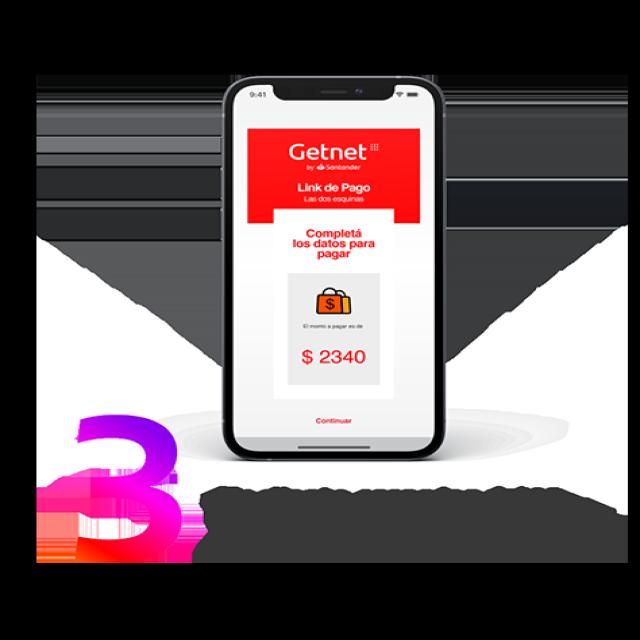 9:41
Getnet
by Santander
Link de Pago
Las dos esquinas
Completá
los datos para
pagar
$
El monto a pagar es de
$ 2340
Continuar
3